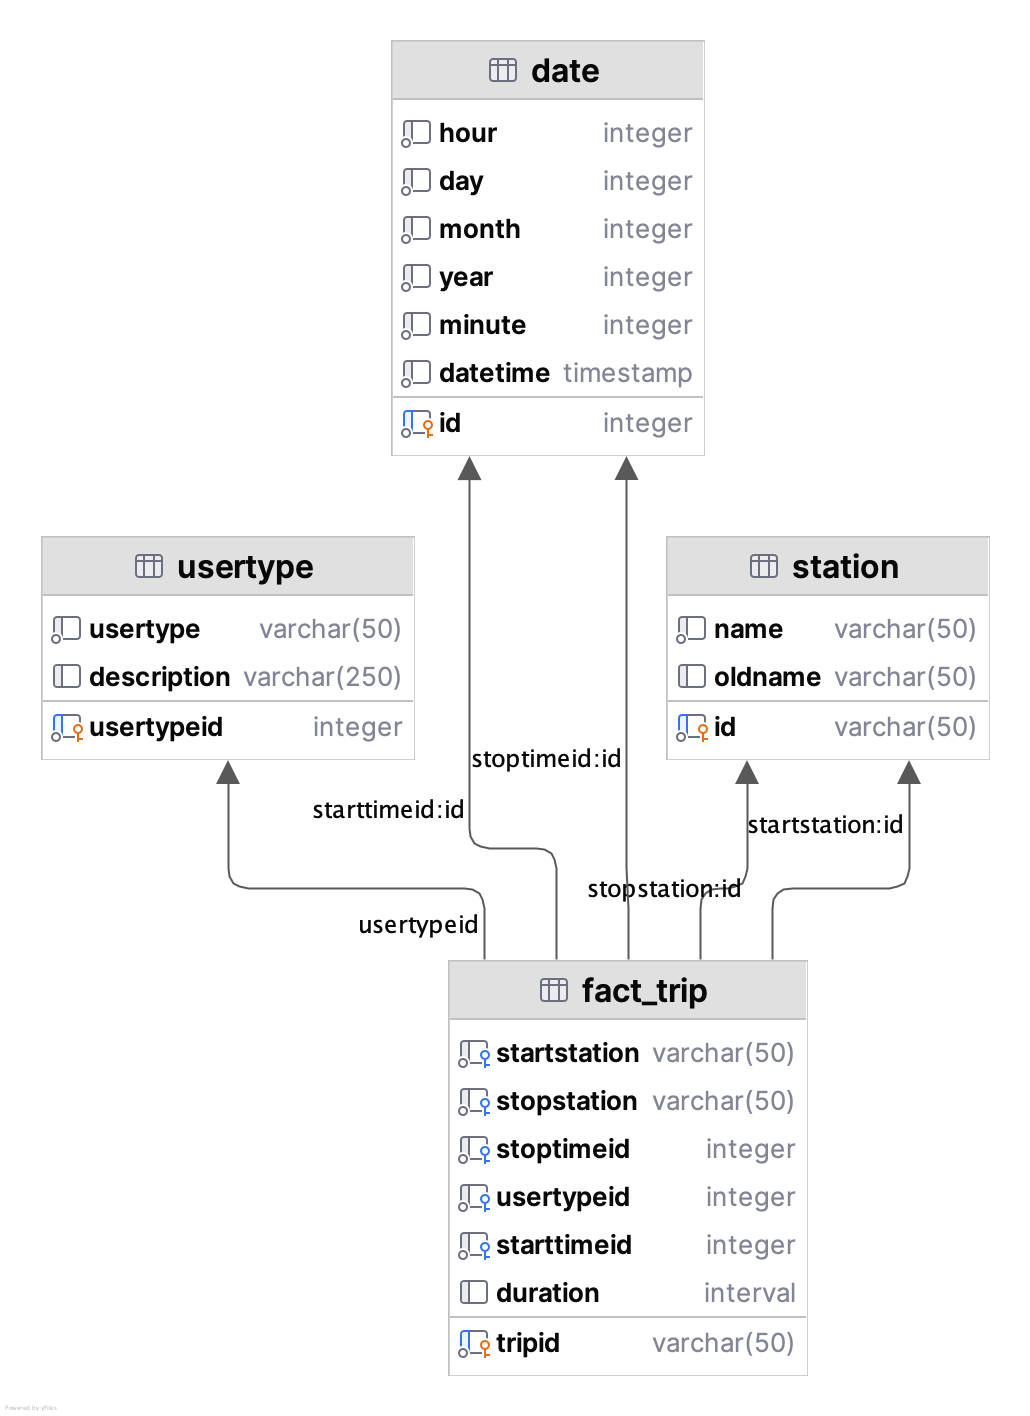 date
hour integer
day integer
month integer
year integer
minute integer
datetime timestamp
id integer
usertype
usertype varchar(50)
description varchar(250)
usertypeid integer
station
name varchar(50)
oldname varchar(50)
id varchar(50)
stoptimeid:id
starttimeid:id
startstation:id
stopstation:id
usertypeid
fact_trip
startstation varchar(50)
stopstation varchar(50)
stoptimeid integer
usertypeid integer
starttimeid integer
duration interval
tripid varchar(50)
Powered by yFiles